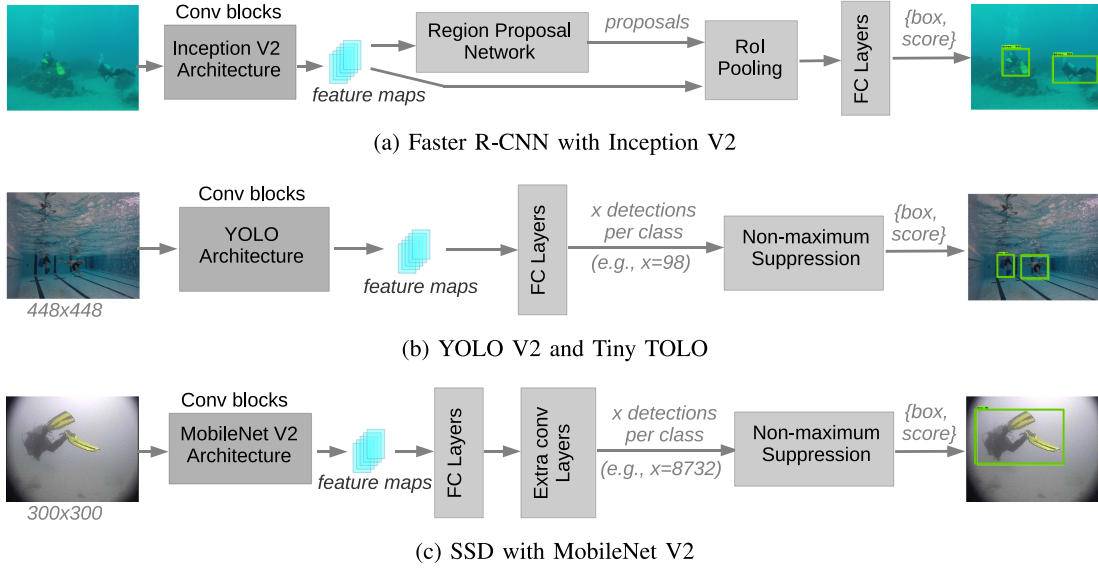 Conv blocks
Inception V2
Architecture
feature maps
Region Proposal
Network
proposals
RoI
Pooling
FC Layers
{box,
score}
(a) Faster R-CNN with Inception V2
Conv blocks
YOLO
Architecture
feature maps
FC Layers
x detections
per class
(e.g., x=98)
Non-maximum
Suppression
{box,
score}
448x448
(b) YOLO V2 and Tiny TOLO
Conv blocks
MobileNet V2
Architecture
feature maps
FC Layers
Extra conv
Layers
x detections
per class
(e.g., x=8732)
Non-maximum
Suppression
{box,
score}
300x300
(c) SSD with MobileNet V2